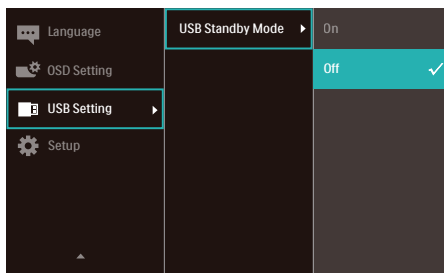 Language
OSD Setting
USB Setting
Setup
USB Standby Mode
On
Off